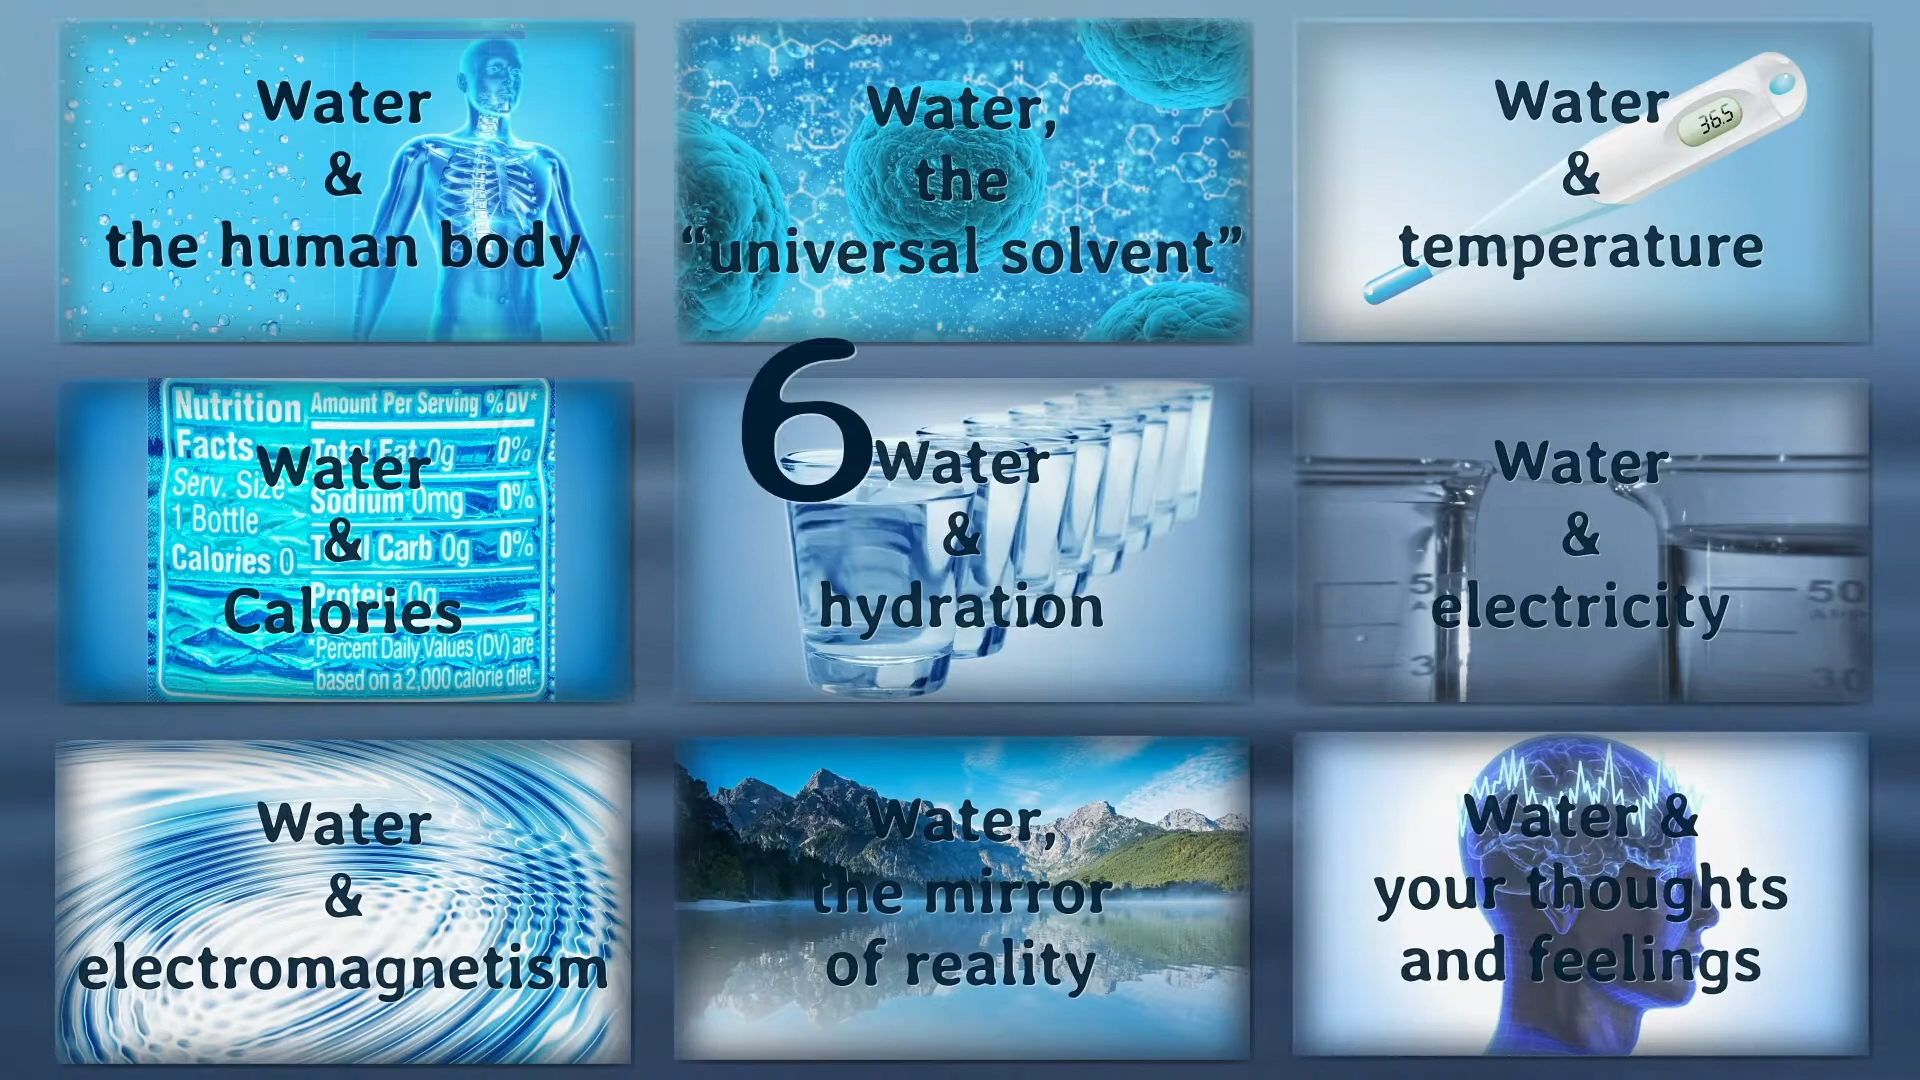 Water
&
the human body
Water,
the
“universal solvent”
Water
&
temperature
36.5
Nutrition
Facts
Serv. Size
1 Bottle
Calories 0
Amount Per Serving %DV*
Total Fat 0g 0%
Sodium 0mg 0%
Total Carb 0g 0%
Protein 0g
*Percent Daily Values (DV) are
based on a 2,000 calorie diet.
Water
&
Calories
6
Water
&
hydration
Water
&
electricity
50
30
Water
&
electromagnetism
Water,
the mirror
of reality
Water &
your thoughts
and feelings